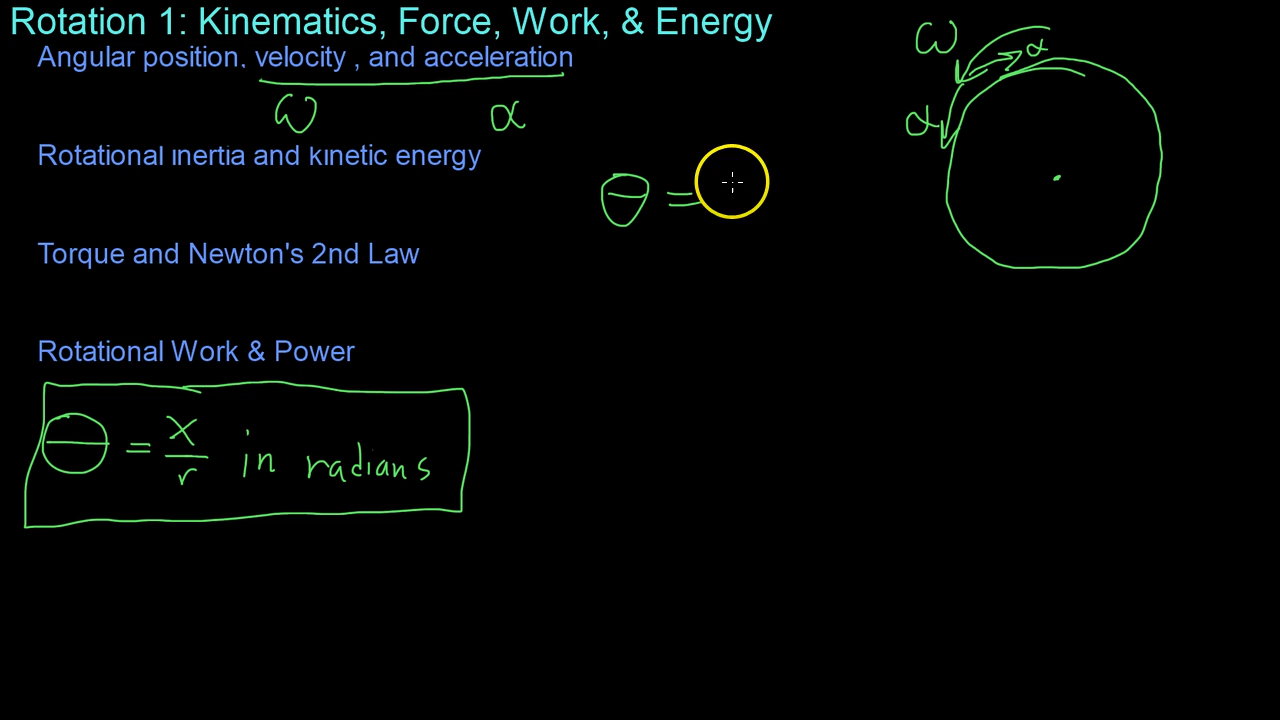 Rotation 1: Kinematics, Force, Work, & Energy
Angular position, velocity , and acceleration
ω α
Rotational inertia and kinetic energy
θ =
Torque and Newton's 2nd Law
Rotational Work & Power
θ = x/r in radians
ω
α
α